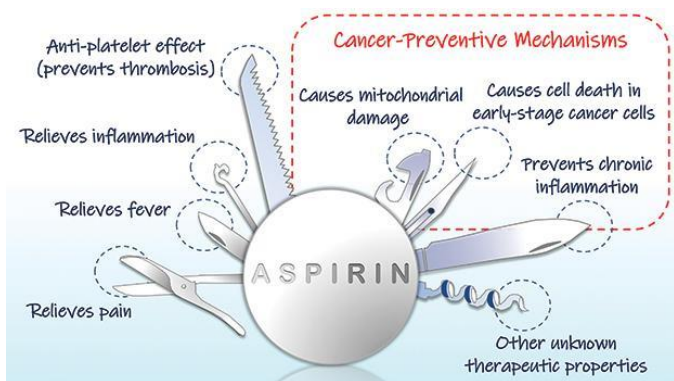 Cancer-Preventive Mechanisms
Anti-platelet effect
(prevents thrombosis)
Causes mitochondrial
damage
Causes cell death in
early-stage cancer cells
Relieves inflammation
Prevents chronic
inflammation
Relieves fever
ASPIRIN
Relieves pain
Other unknown
therapeutic properties